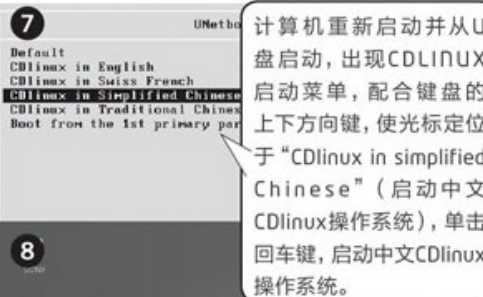 7
UNetbo
Default
CDlinux in English
CDlinux in Swiss French
CDlinux in Simplified Chinese
CDlinux in Traditional Chines
Boot from the 1st primary par
计算机重新启动并从U
盘启动，出现CDLINUX
启动菜单，配合键盘的
上下方向键，使光标定位
于“CDlinux in simplified
Chinese”（启动中文
CDlinux操作系统），单击
回车键，启动中文CDlinux
操作系统。
8